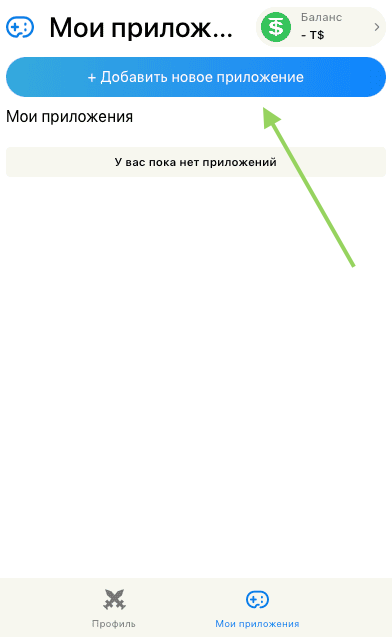 Мои прилож...
Баланс
- T$
+ Добавить новое приложение
Мои приложения
У вас пока нет приложений
Профиль
Мои приложения